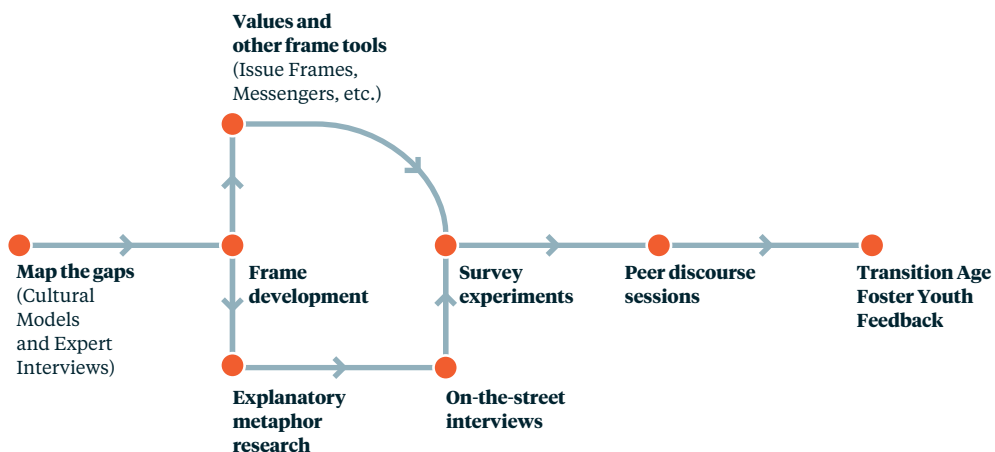 Values and
other frame tools
(Issue Frames,
Messengers, etc.)
Map the gaps
(Cultural
Models
and Expert
Interviews)
Frame
development
Survey
experiments
Peer discourse
sessions
Transition Age
Foster Youth
Feedback
Explanatory
metaphor
research
On-the-street
interviews